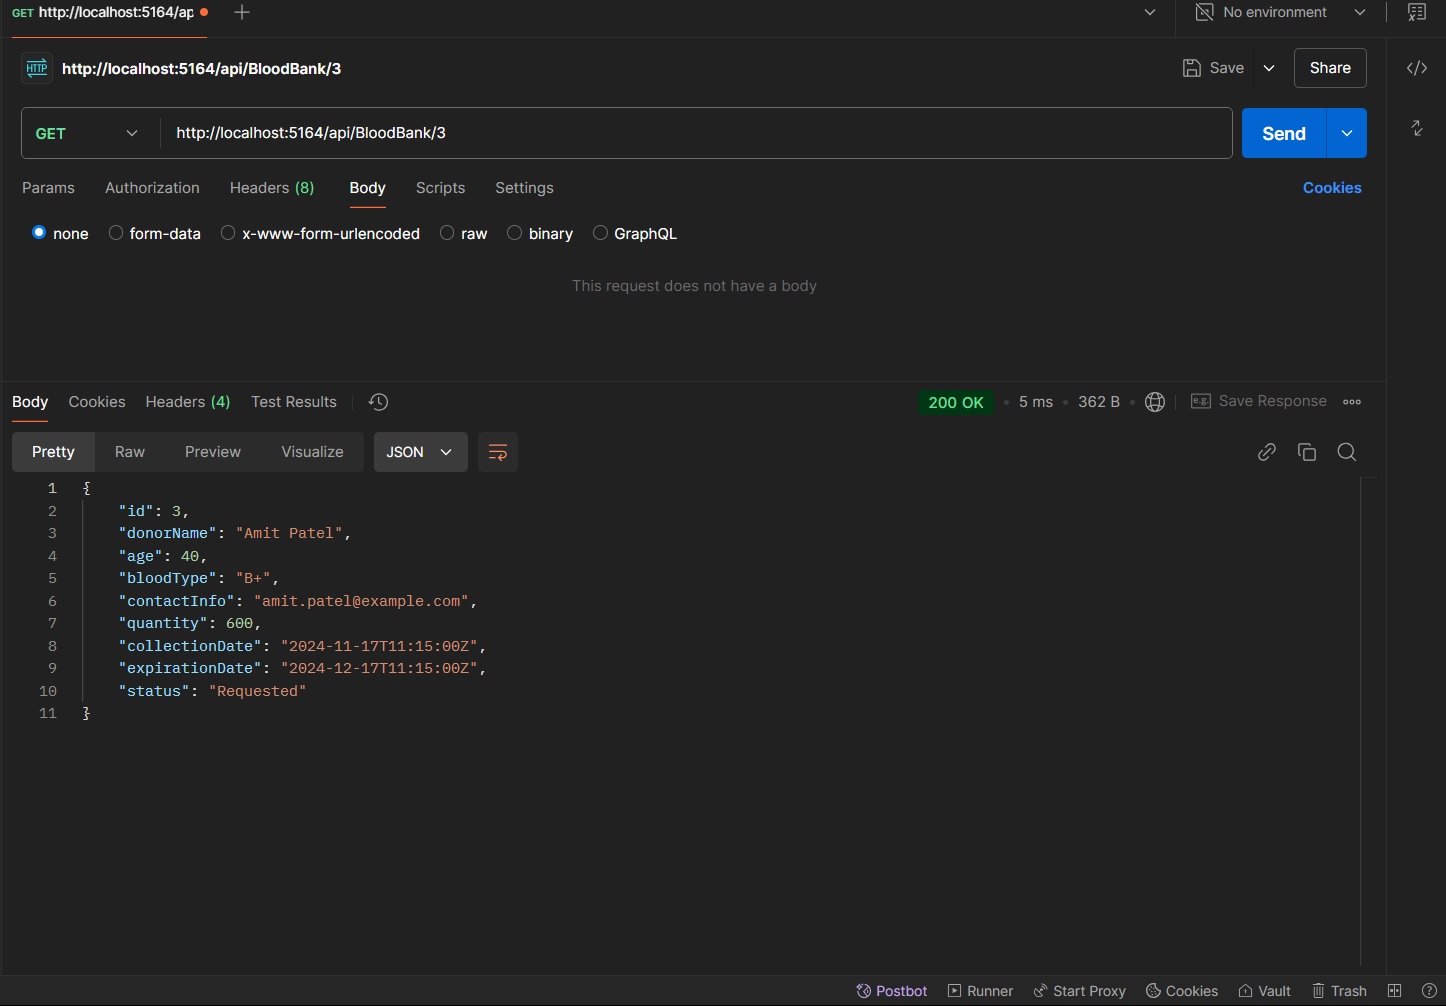 GET http://localhost:5164/ap
No environment
HTTP http://localhost:5164/api/BloodBank/3
Save
Share
GET http://localhost:5164/api/BloodBank/3
Send
Params Authorization Headers (8) Body Scripts Settings Cookies
none form-data x-www-form-urlencoded raw binary GraphQL
This request does not have a body
Body Cookies Headers (4) Test Results 200 OK 5 ms 362 B e.g. Save Response
Pretty Raw Preview Visualize JSON
1 {
2 "id": 3,
3 "donorName": "Amit Patel",
4 "age": 40,
5 "bloodType": "B+",
6 "contactInfo": "amit.patel@example.com",
7 "quantity": 600,
8 "collectionDate": "2024-11-17T11:15:00Z",
9 "expirationDate": "2024-12-17T11:15:00Z",
10 "status": "Requested"
11 }
Postbot Runner Start Proxy Cookies Vault Trash